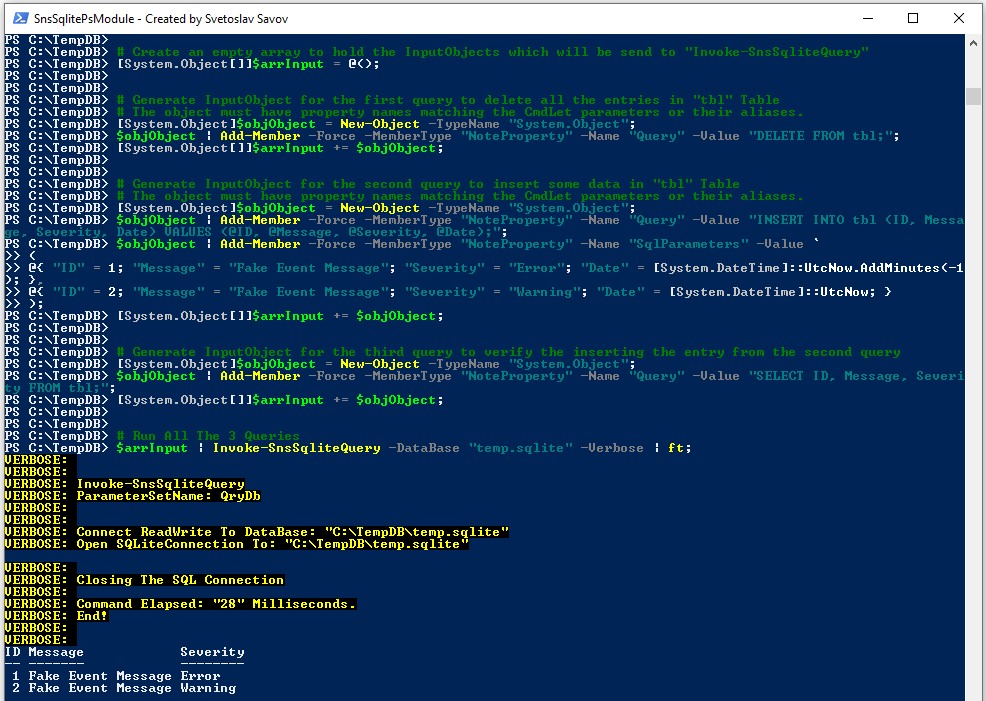 SnsSqlitePsModule - Created by Svetoslav Savov
PS C:\TempDB>
PS C:\TempDB> # Create an empty array to hold the InputObjects which will be send to "Invoke-SnsSqliteQuery"
PS C:\TempDB> [System.Object[]]$arrInput = @();
PS C:\TempDB>
PS C:\TempDB>
PS C:\TempDB> # Generate InputObject for the first query to delete all the entries in "tbl" Table
PS C:\TempDB> # The object must have property names matching the CmdLet parameters or their aliases.
PS C:\TempDB> [System.Object]$objObject = New-Object -TypeName "System.Object";
PS C:\TempDB> $objObject | Add-Member -Force -MemberType "NoteProperty" -Name "Query" -Value "DELETE FROM tbl;";
PS C:\TempDB> [System.Object[]]$arrInput += $objObject;
PS C:\TempDB>
PS C:\TempDB>
PS C:\TempDB> # Generate InputObject for the second query to insert some data in "tbl" Table
PS C:\TempDB> # The object must have property names matching the CmdLet parameters or their aliases.
PS C:\TempDB> [System.Object]$objObject = New-Object -TypeName "System.Object";
PS C:\TempDB> $objObject | Add-Member -Force -MemberType "NoteProperty" -Name "Query" -Value "INSERT INTO tbl (ID, Messa
ge, Severity, Date) VALUES (@ID, @Message, @Severity, @Date);";
PS C:\TempDB> $objObject | Add-Member -Force -MemberType "NoteProperty" -Name "SqlParameters" -Value `
>> (
>> @{ "ID" = 1; "Message" = "Fake Event Message"; "Severity" = "Error"; "Date" = [System.DateTime]::UtcNow.AddMinutes(-1
); },
>> @{ "ID" = 2; "Message" = "Fake Event Message"; "Severity" = "Warning"; "Date" = [System.DateTime]::UtcNow; }
>> );
PS C:\TempDB> [System.Object[]]$arrInput += $objObject;
PS C:\TempDB>
PS C:\TempDB>
PS C:\TempDB> # Generate InputObject for the third query to verify the inserting the entry from the second query
PS C:\TempDB> [System.Object]$objObject = New-Object -TypeName "System.Object";
PS C:\TempDB> $objObject | Add-Member -Force -MemberType "NoteProperty" -Name "Query" -Value "SELECT ID, Message, Severi
ty FROM tbl;";
PS C:\TempDB> [System.Object[]]$arrInput += $objObject;
PS C:\TempDB>
PS C:\TempDB>
PS C:\TempDB> # Run All The 3 Queries
PS C:\TempDB> $arrInput | Invoke-SnsSqliteQuery -DataBase "temp.sqlite" -Verbose | ft;
VERBOSE:
VERBOSE:
VERBOSE: Invoke-SnsSqliteQuery
VERBOSE: ParameterSetName: QryDb
VERBOSE:
VERBOSE:
VERBOSE: Connect ReadWrite To DataBase: "C:\TempDB\temp.sqlite"
VERBOSE: Open SQLiteConnection To: "C:\TempDB\temp.sqlite"
VERBOSE:
VERBOSE: Closing The SQL Connection
VERBOSE:
VERBOSE: Command Elapsed: "28" Milliseconds.
VERBOSE: End!
VERBOSE:
VERBOSE:
ID Message Severity
-- ------- --------
1 Fake Event Message Error
2 Fake Event Message Warning